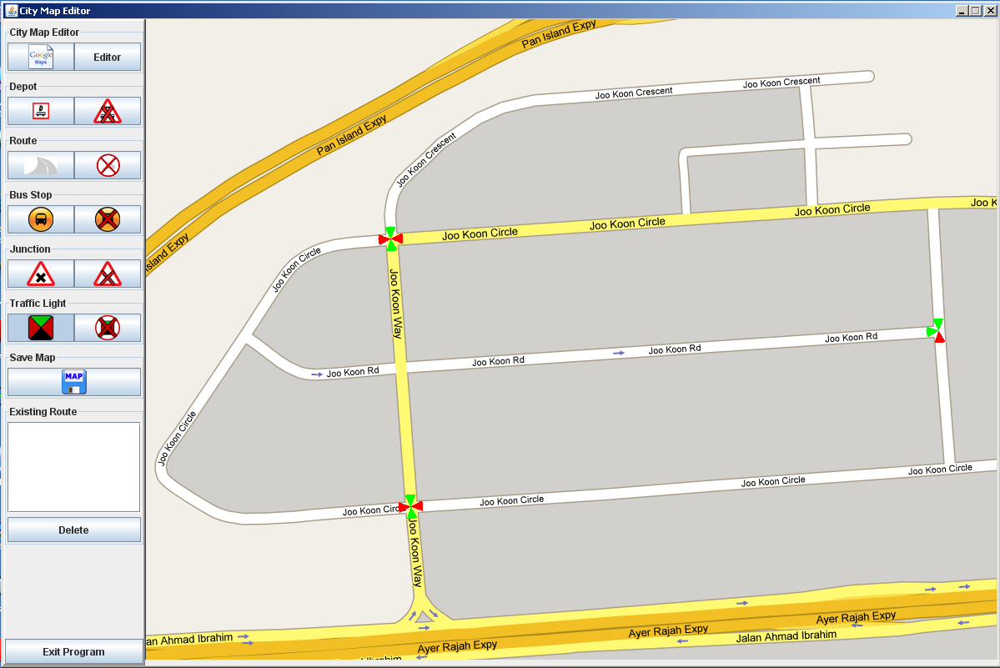 City Map Editor
City Map Editor
Google
Maps
Editor
Depot
Route
Bus Stop
Junction
Traffic Light
Save Map
MAP
Existing Route
Delete
Exit Program
Pan Island Expy
Pan Island Expy
Island Expy
Joo Koon Crescent
Joo Koon Crescent
Joo Koon Crescent
Joo Koon Circle
Joo Koon Circle
Joo Koon Circle
Joo K
Joo Koon Circle
Joo Koon Way
Joo Koon Rd
Joo Koon Rd
Joo Koon Rd
Joo Koon Rd
Joo Koon Circle
Joo Koon Circ
Joo Koon Circle
Joo Koon Circle
Joo Koon Circle
Joo Koon Way
an Ahmad Ibrahim
Ayer Rajah Expy
Ayer Rajah Expy
Ayer Rajah Expy
Jalan Ahmad Ibrahim
Ibrahim